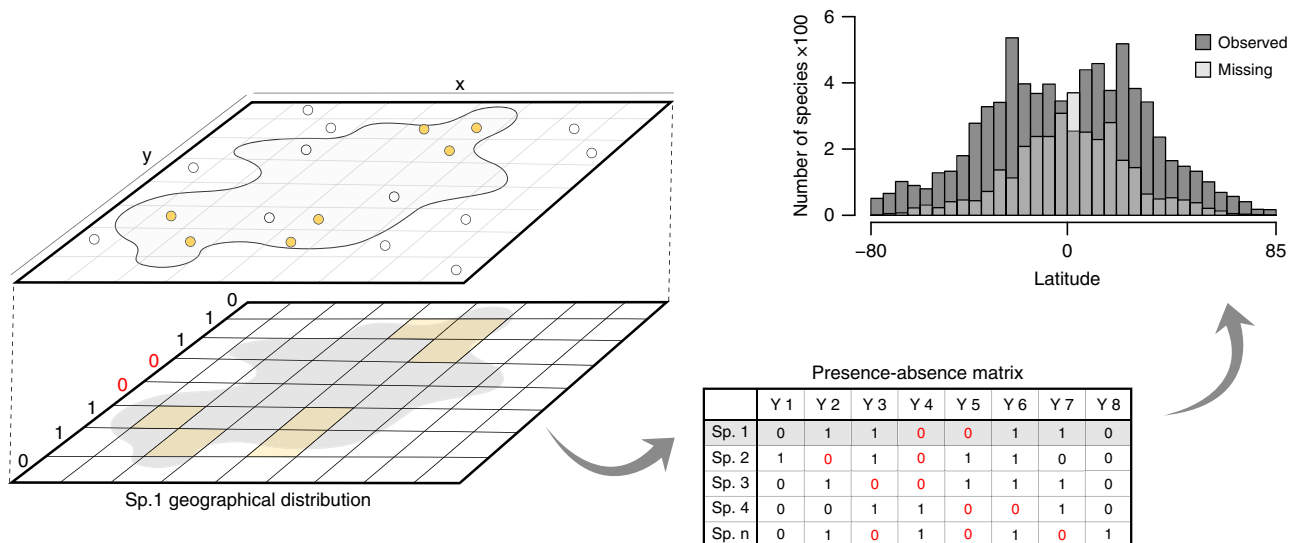 x
y
0
1
1
0
0
1
1
0
Sp.1 geographical distribution
Number of species ×100
6
4
2
0
Observed
Missing
−80
0
85
Latitude
Presence-absence matrix
Y 1 Y 2 Y 3 Y 4 Y 5 Y 6 Y 7 Y 8
Sp. 1 0 1 1 0 0 1 1 0
Sp. 2 1 0 1 0 1 1 0 0
Sp. 3 0 1 0 0 1 1 1 0
Sp. 4 0 0 1 1 0 0 1 0
Sp. n 0 1 0 1 0 1 0 1